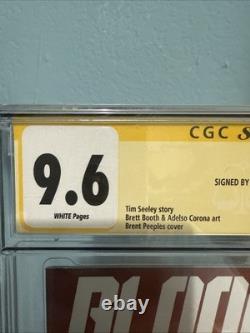 CGC
SIGNED BY
9.6
WHITE Pages
Tim Seeley story
Brett Booth & Adelso Corona art
Brent Peeples cover